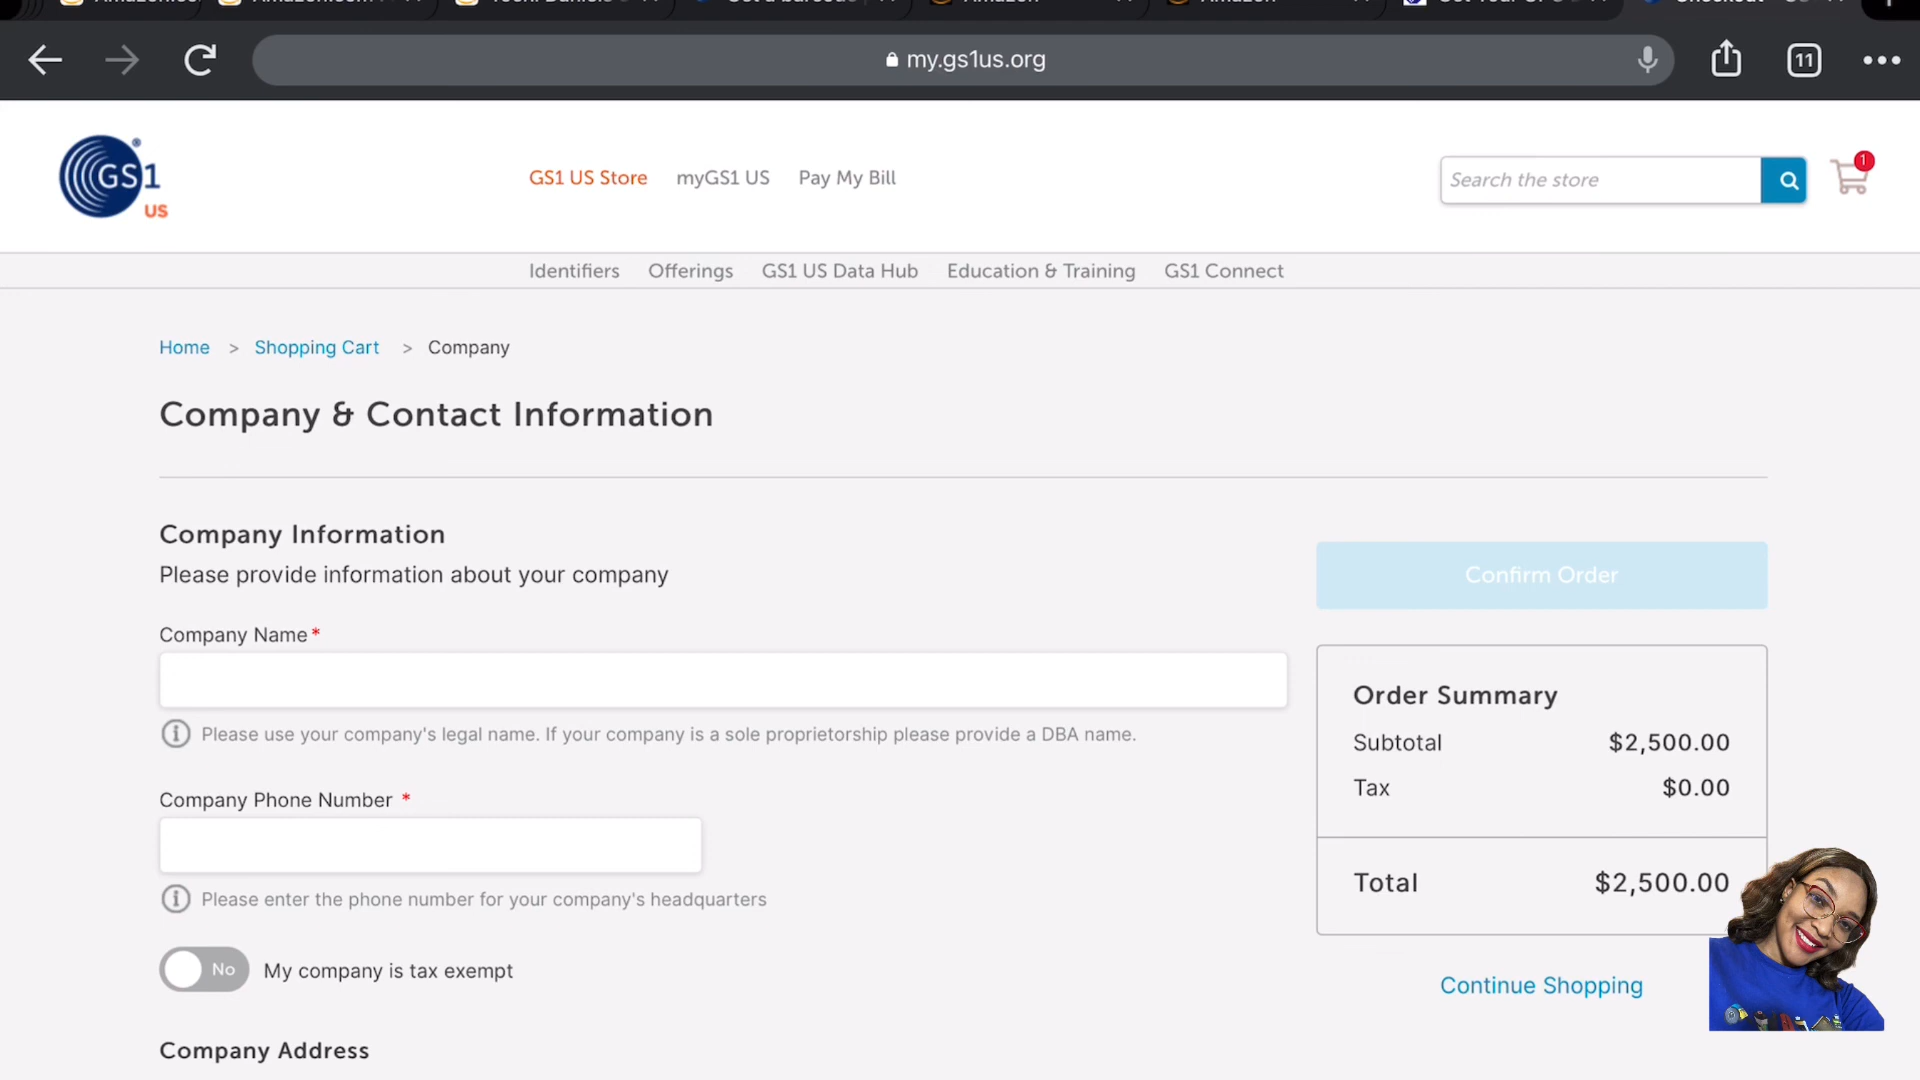 my.gs1us.org
11
GS1
US
GS1 US Store myGS1 US Pay My Bill
Search the store
1
Identifiers Offerings GS1 US Data Hub Education & Training GS1 Connect
Home > Shopping Cart > Company
Company & Contact Information
Company Information
Please provide information about your company
Company Name*
Please use your company's legal name. If your company is a sole proprietorship please provide a DBA name.
Company Phone Number *
Please enter the phone number for your company's headquarters
No My company is tax exempt
Company Address
Confirm Order
Order Summary
Subtotal $2,500.00
Tax $0.00
Total $2,500.00
Continue Shopping